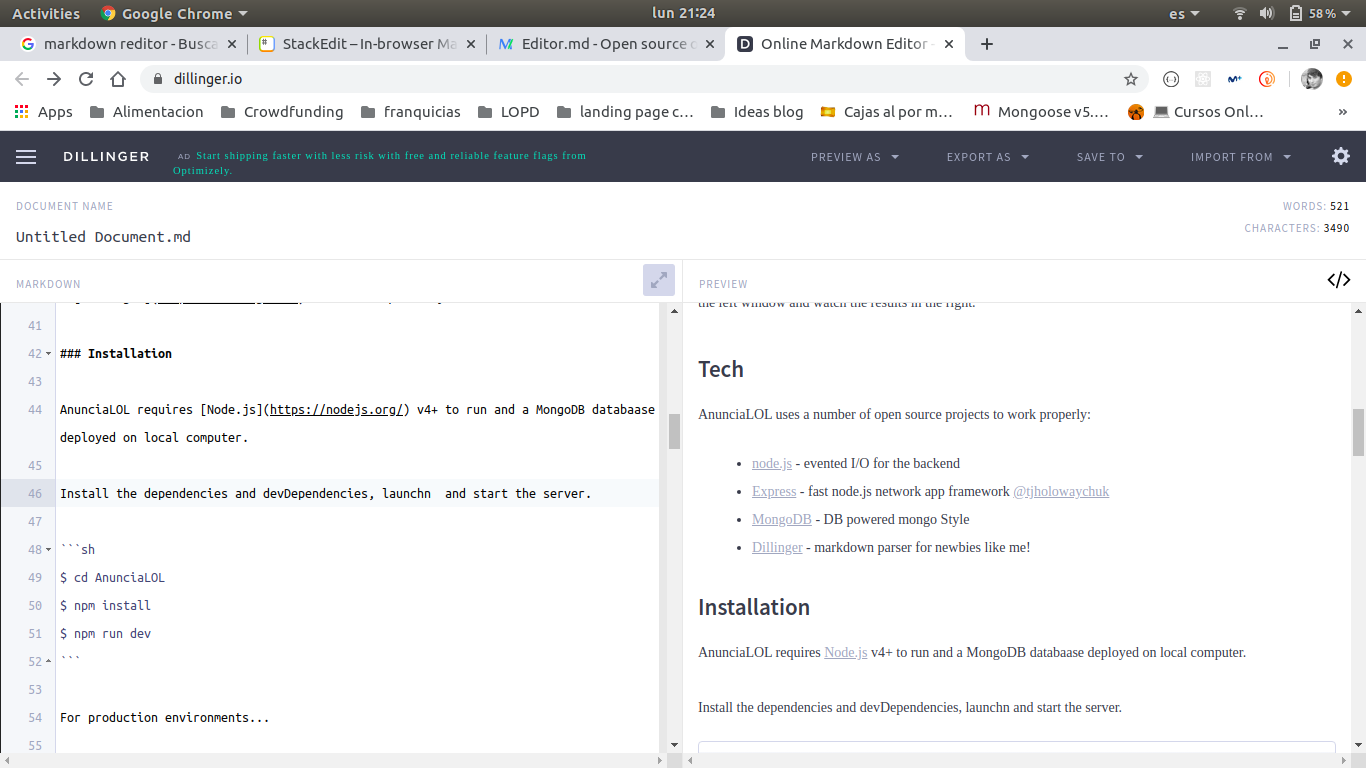 Activities Google Chrome lun 21:24 es 58%
markdown reditor - Busca StackEdit – In-browser Ma Editor.md - Open source o Online Markdown Editor -
dillinger.io
Apps Alimentacion Crowdfunding franquicias LOPD landing page c… Ideas blog Cajas al por m… Mongoose v5.… Cursos Onl… »
DILLINGER AD Start shipping faster with less risk with free and reliable feature flags from
Optimizely.
PREVIEW AS EXPORT AS SAVE TO IMPORT FROM
DOCUMENT NAME
Untitled Document.md
WORDS: 521
CHARACTERS: 3490
MARKDOWN
41
42 ### Installation
43
44 AnunciaLOL requires [Node.js](https://nodejs.org/) v4+ to run and a MongoDB databaase
deployed on local computer.
45
46 Install the dependencies and devDependencies, launchn  and start the server.
47
48 ```sh
49 $ cd AnunciaLOL
50 $ npm install
51 $ npm run dev
52 ```
53
54 For production environments...
55
PREVIEW
the left window and watch the results in the right.
Tech
AnunciaLOL uses a number of open source projects to work properly:
• node.js - evented I/O for the backend
• Express - fast node.js network app framework @tjholowaychuk
• MongoDB - DB powered mongo Style
• Dillinger - markdown parser for newbies like me!
Installation
AnunciaLOL requires Node.js v4+ to run and a MongoDB databaase deployed on local computer.
Install the dependencies and devDependencies, launchn and start the server.